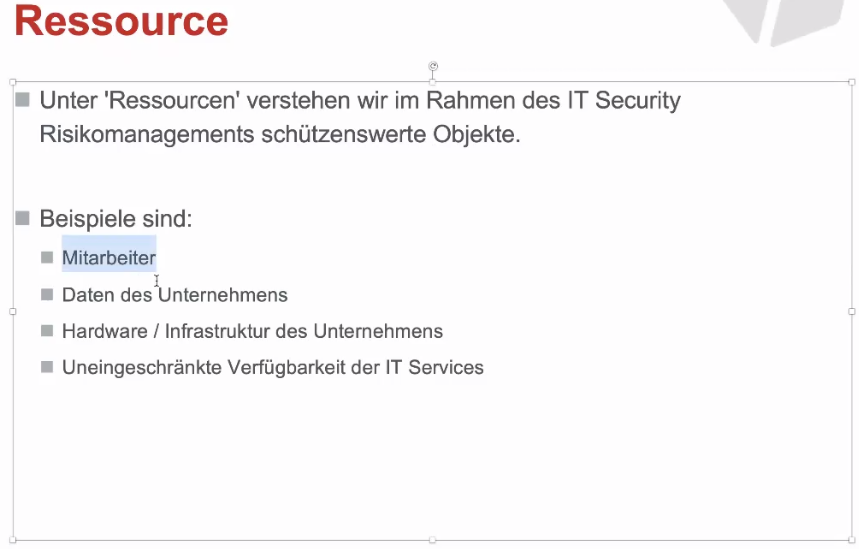 Ressource
Unter 'Ressourcen' verstehen wir im Rahmen des IT Security
Risikomanagements schützenswerte Objekte.
Beispiele sind:
Mitarbeiter
Daten des Unternehmens
Hardware / Infrastruktur des Unternehmens
Uneingeschränkte Verfügbarkeit der IT Services